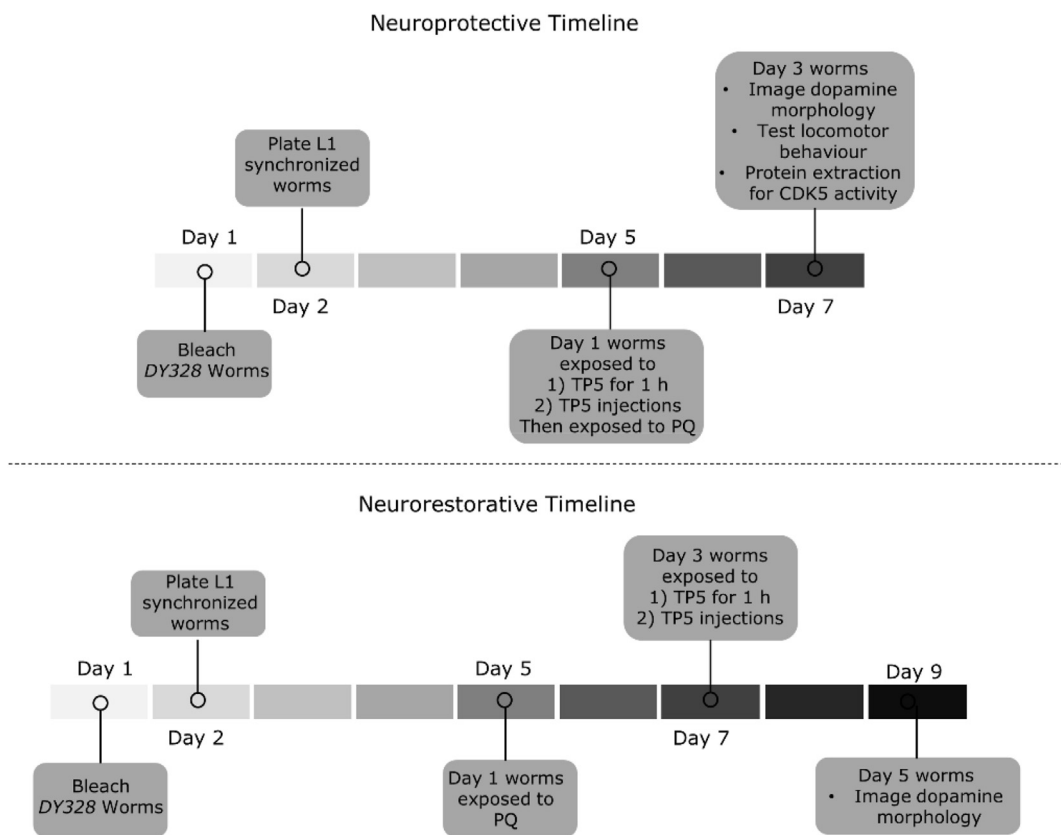 Neuroprotective Timeline
Day 3 worms
• Image dopamine
morphology
• Test locomotor
behaviour
• Protein extraction
for CDK5 activity
Plate L1
synchronized
worms
Day 1
Day 5
Day 2
Day 7
Bleach
DY328 Worms
Day 1 worms
exposed to
1) TP5 for 1 h
2) TP5 injections
Then exposed to PQ
Neurorestorative Timeline
Day 3 worms
exposed to
1) TP5 for 1 h
2) TP5 injections
Plate L1
synchronized
worms
Day 1
Day 5
Day 9
Day 2
Day 7
Bleach
DY328 Worms
Day 1 worms
exposed to
PQ
Day 5 worms
• Image dopamine
morphology